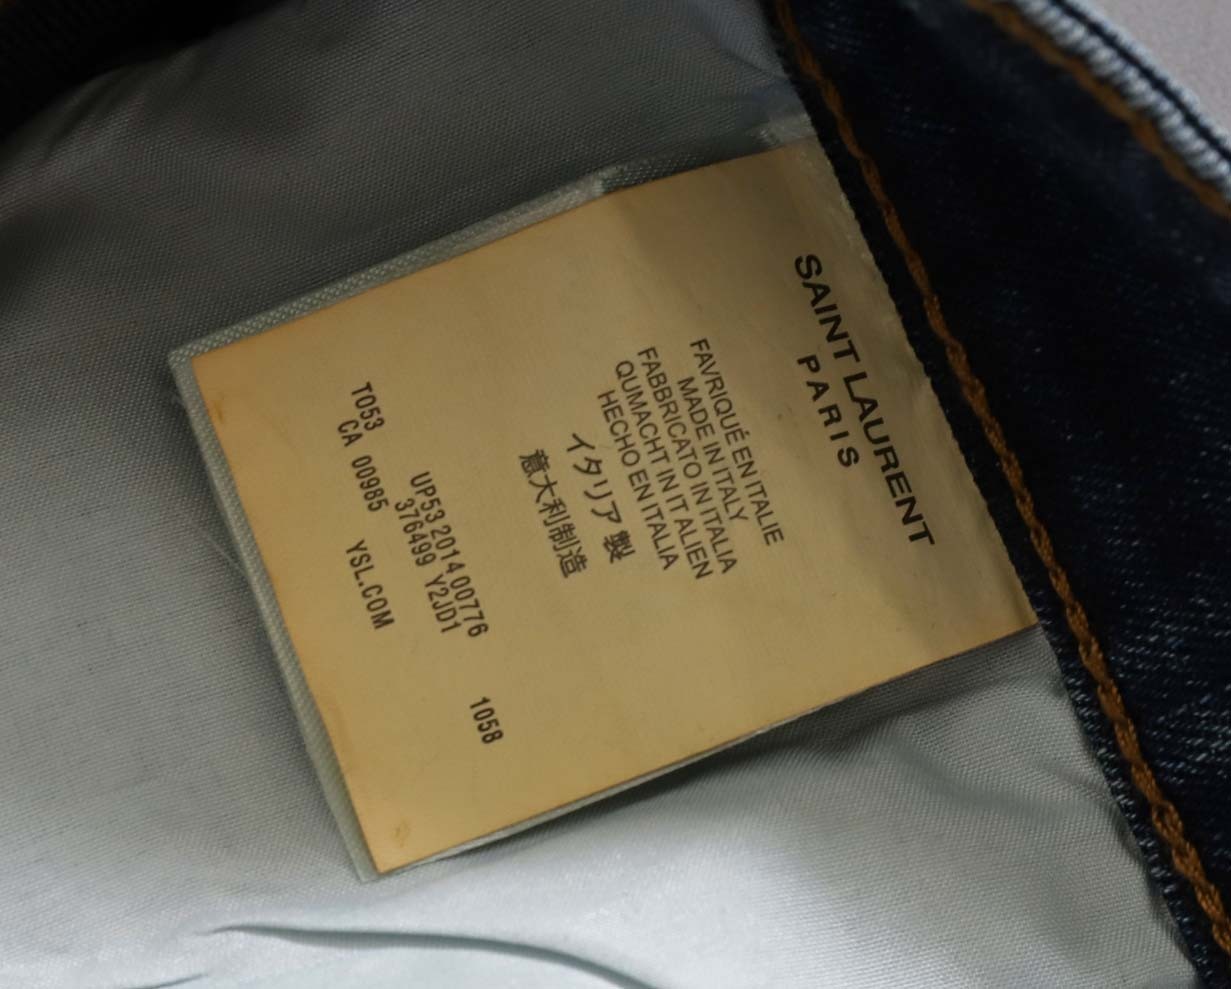 SAINT LAURENT
PARIS
FAVRIQUÉ EN ITALIE
MADE IN ITALY
FABBRICATO IN ITALIA
QUMACHT IN IT ALIEN
HECHO EN ITALIA
イタリア製
意大利制造
UP53 2014 00776 1058
376499 Y2JD1
T053
CA 00985 YSL.COM